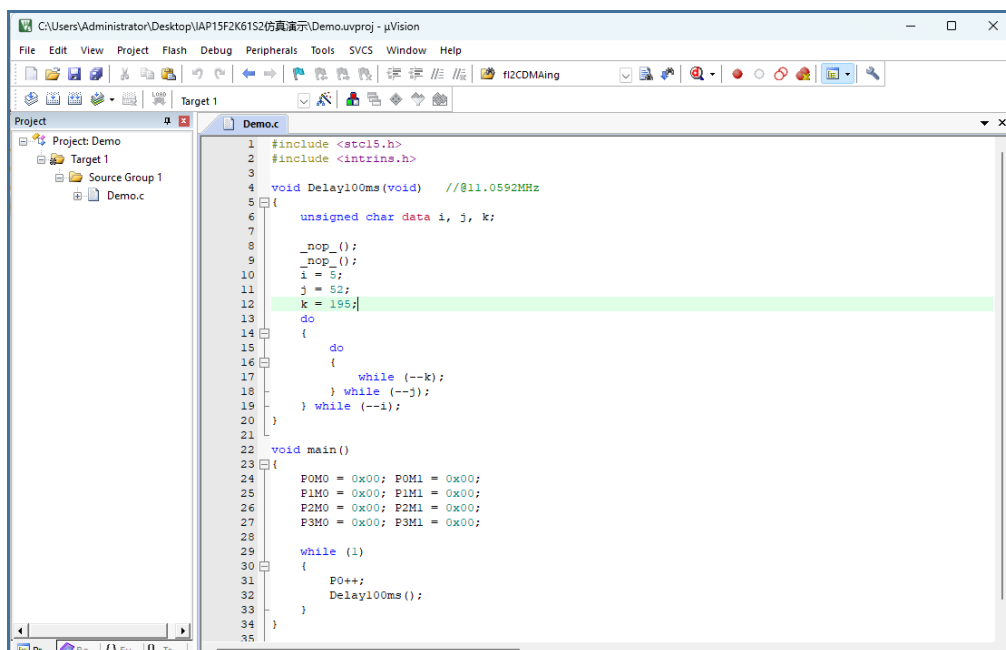 C:\Users\Administrator\Desktop\IAP15F2K61S2仿真演示\Demo.uvproj - µVision
File Edit View Project Flash Debug Peripherals Tools SVCS Window Help
fl2CDMAing
Target 1
Project
Demo.c
Project: Demo
Target 1
Source Group 1
Demo.c
1 #include <stc15.h>
2 #include <intrins.h>
3
4 void Delay100ms(void) //@11.0592MHz
5 {
6 unsigned char data i, j, k;
7
8 _nop_();
9 _nop_();
10 i = 5;
11 j = 52;
12 k = 195;
13 do
14 {
15 do
16 {
17 while (--k);
18 } while (--j);
19 } while (--i);
20 }
21
22 void main()
23 {
24 P0M0 = 0x00; P0M1 = 0x00;
25 P1M0 = 0x00; P1M1 = 0x00;
26 P2M0 = 0x00; P2M1 = 0x00;
27 P3M0 = 0x00; P3M1 = 0x00;
28
29 while (1)
30 {
31 P0++;
32 Delay100ms();
33 }
34 }
35